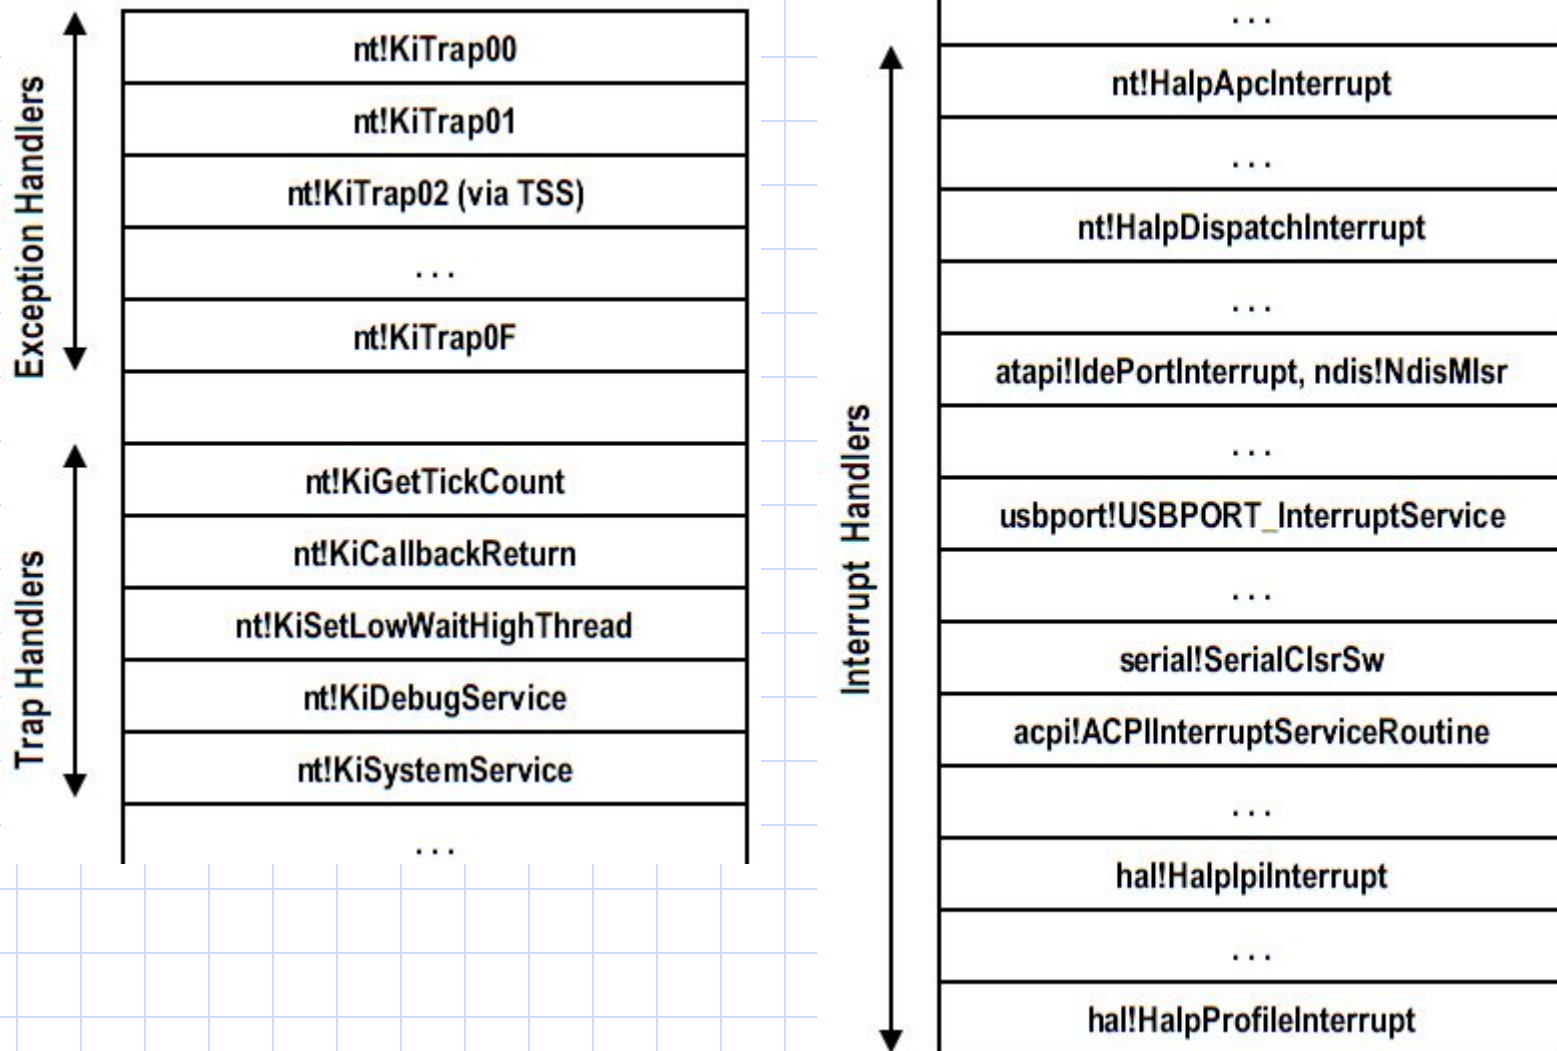 Exception Handlers
nt!KiTrap00
nt!KiTrap01
nt!KiTrap02 (via TSS)
...
nt!KiTrap0F
Trap Handlers
nt!KiGetTickCount
nt!KiCallbackReturn
nt!KiSetLowWaitHighThread
nt!KiDebugService
nt!KiSystemService
...
Interrupt Handlers
...
nt!HalpApcInterrupt
...
nt!HalpDispatchInterrupt
...
atapi!IdePortInterrupt, ndis!NdisMIsr
...
usbport!USBPORT_InterruptService
...
serial!SerialCIsrSw
acpi!ACPIInterruptServiceRoutine
...
hal!HalpIpiInterrupt
...
hal!HalpProfileInterrupt